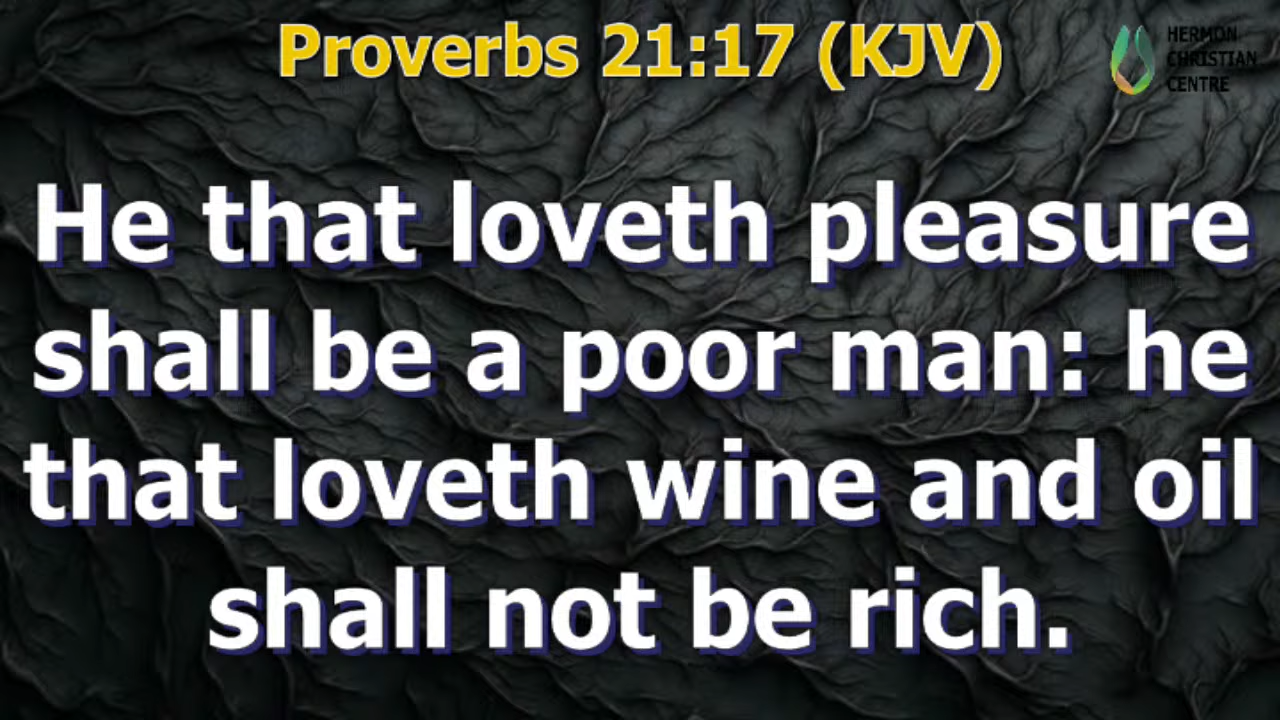 Proverbs 21:17 (KJV)
HERMON
CHRISTIAN
CENTRE
He that loveth pleasure
shall be a poor man: he
that loveth wine and oil
shall not be rich.